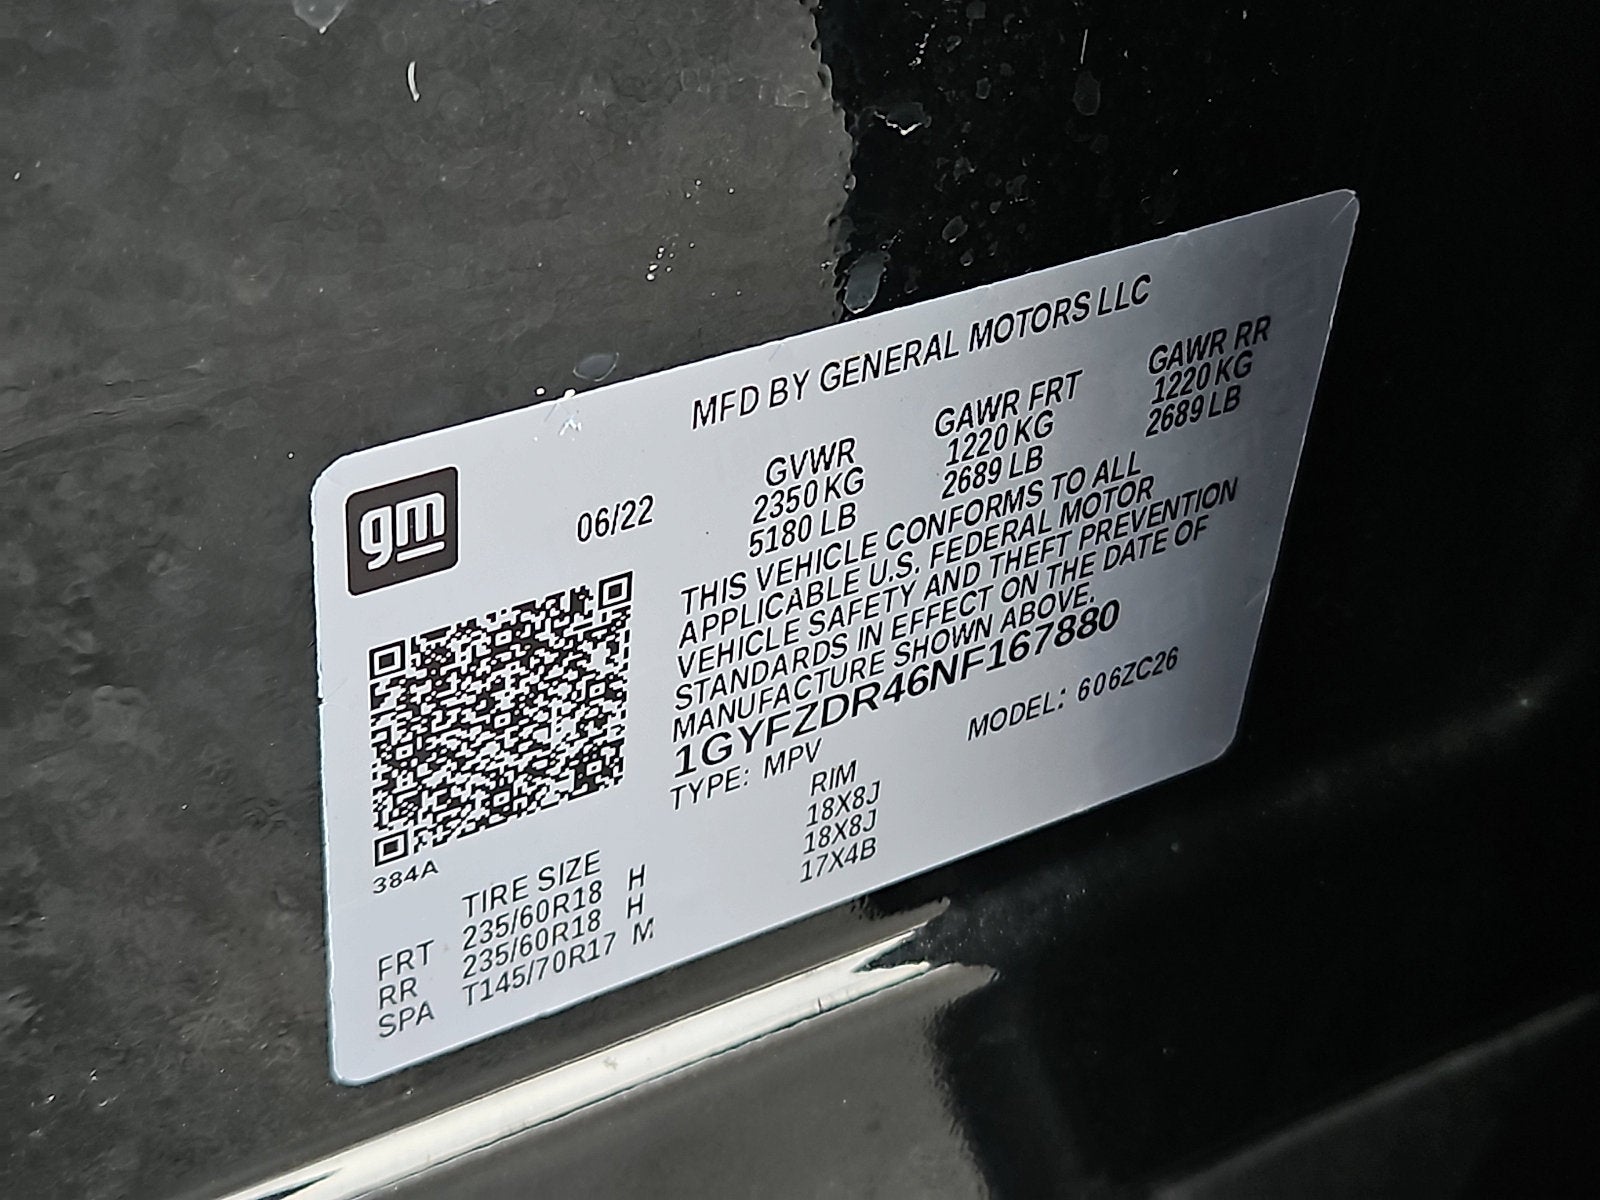 gm
MFD BY GENERAL MOTORS LLC
06/22
GVWR GAWR FRT GAWR RR
2350 KG 1220 KG 1220 KG
5180 LB 2689 LB 2689 LB
THIS VEHICLE CONFORMS TO ALL
APPLICABLE U.S. FEDERAL MOTOR
VEHICLE SAFETY AND THEFT PREVENTION
STANDARDS IN EFFECT ON THE DATE OF
MANUFACTURE SHOWN ABOVE.
1GYFZDR46NF167880
TYPE: MPV MODEL: 606ZC26
384A
TIRE SIZE RIM
FRT 235/60R18 H 18X8J
RR 235/60R18 H 18X8J
SPA T145/70R17 M 17X4B